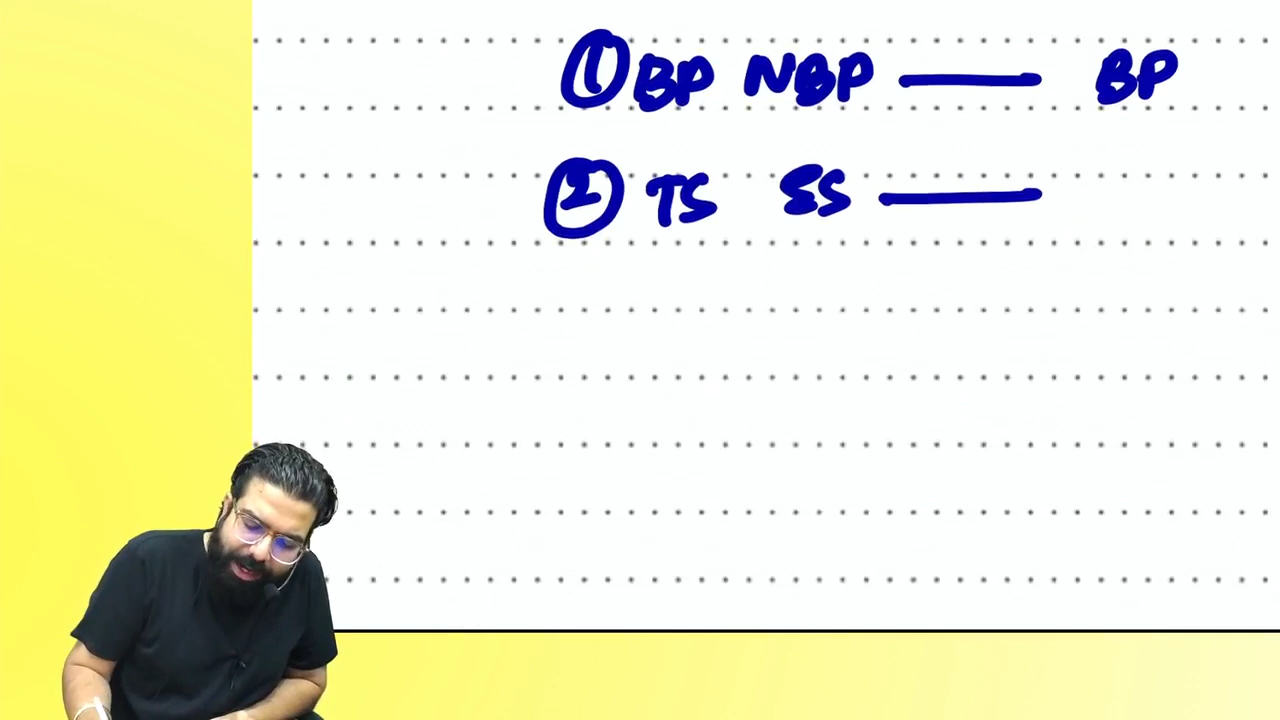 ① BP NBP —— BP
② TS SS ——